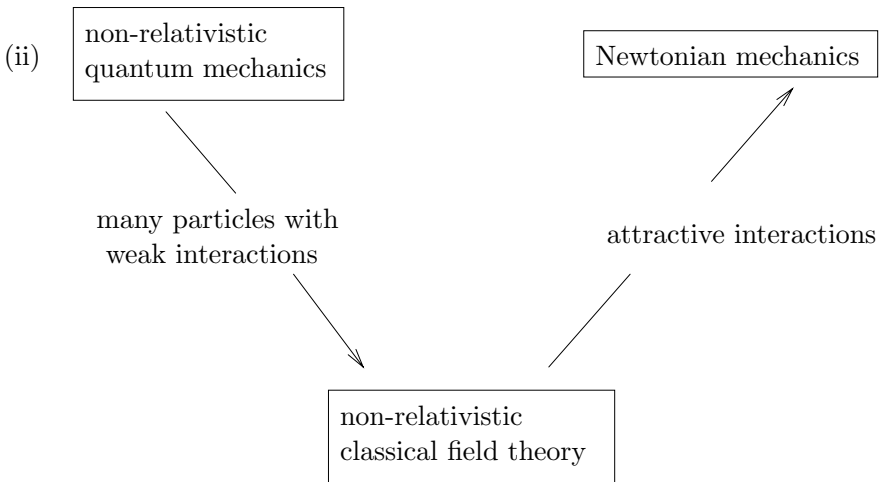 (ii)
non-relativistic
quantum mechanics
Newtonian mechanics
many particles with
weak interactions
attractive interactions
non-relativistic
classical field theory